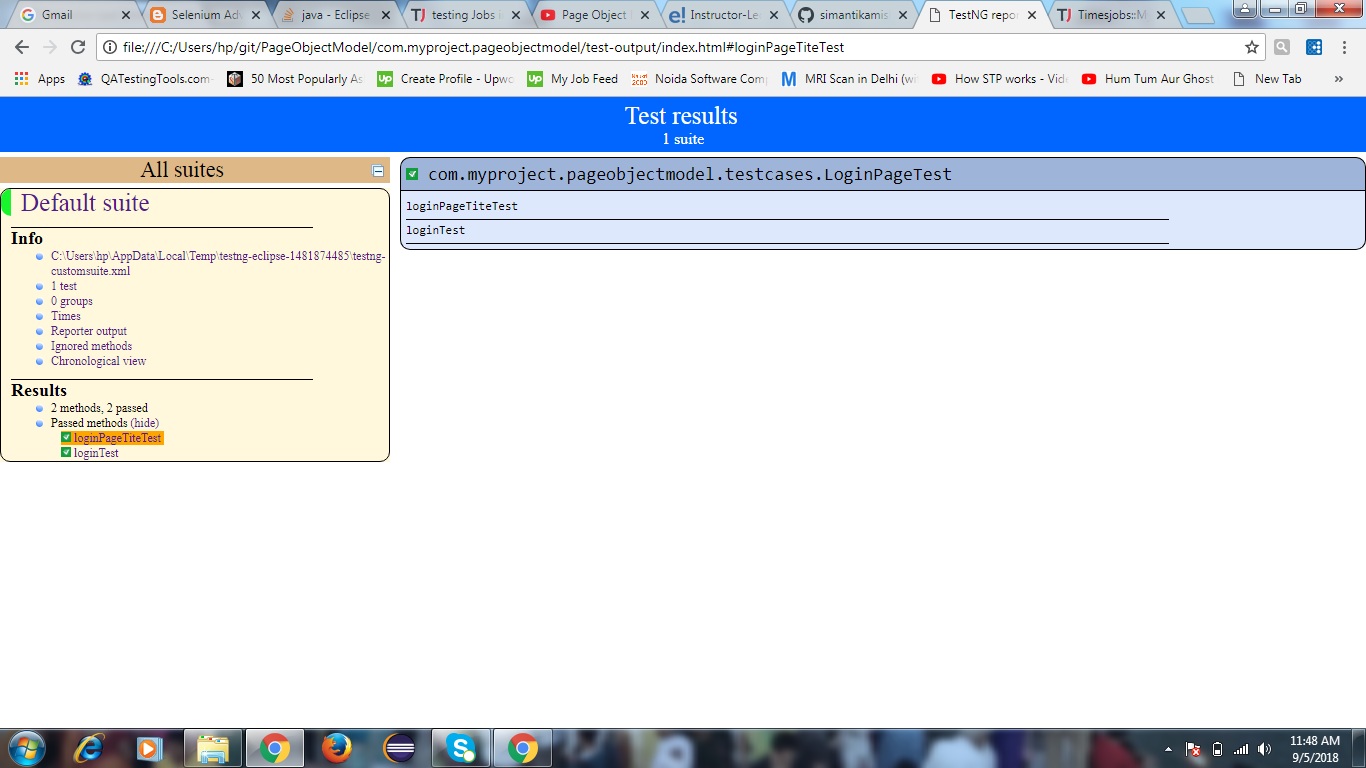 Gmail
Selenium Adv
java - Eclipse
testing Jobs i
Page Object
Instructor-Le
simantikamis
TestNG repor
Timesjobs::M
file:///C:/Users/hp/git/PageObjectModel/com.myproject.pageobjectmodel/test-output/index.html#loginPageTiteTest
Apps
QATestingTools.com
50 Most Popularly As
Create Profile - Upwo
My Job Feed
Noida Software Com
MRI Scan in Delhi (wi
How STP works - Vide
Hum Tum Aur Ghost
New Tab
Test results
1 suite
All suites
Default suite
Info
C:\Users\hp\AppData\Local\Temp\testng-eclipse-1481874485\testng-
customsuite.xml
1 test
0 groups
Times
Reporter output
Ignored methods
Chronological view
Results
2 methods, 2 passed
Passed methods (hide)
loginPageTiteTest
loginTest
com.myproject.pageobjectmodel.testcases.LoginPageTest
loginPageTiteTest
loginTest
11:48 AM
9/5/2018